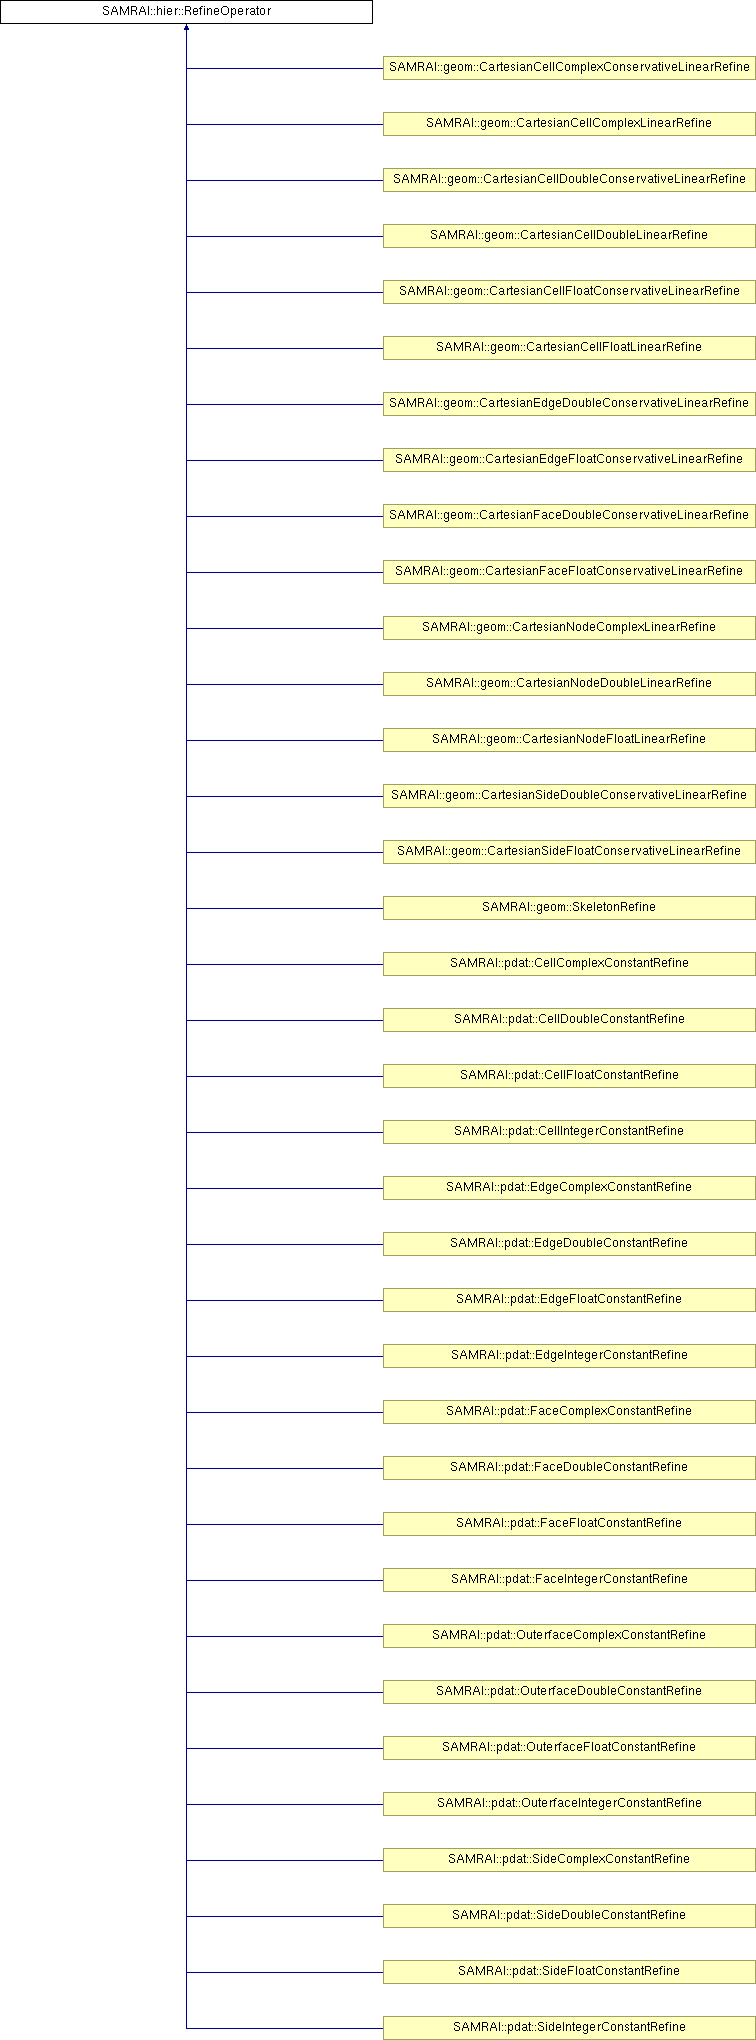 SAMRAI::hier::RefineOperator
SAMRAI::geom::CartesianCellComplexConservativeLinearRefine
SAMRAI::geom::CartesianCellComplexLinearRefine
SAMRAI::geom::CartesianCellDoubleConservativeLinearRefine
SAMRAI::geom::CartesianCellDoubleLinearRefine
SAMRAI::geom::CartesianCellFloatConservativeLinearRefine
SAMRAI::geom::CartesianCellFloatLinearRefine
SAMRAI::geom::CartesianEdgeDoubleConservativeLinearRefine
SAMRAI::geom::CartesianEdgeFloatConservativeLinearRefine
SAMRAI::geom::CartesianFaceDoubleConservativeLinearRefine
SAMRAI::geom::CartesianFaceFloatConservativeLinearRefine
SAMRAI::geom::CartesianNodeComplexLinearRefine
SAMRAI::geom::CartesianNodeDoubleLinearRefine
SAMRAI::geom::CartesianNodeFloatLinearRefine
SAMRAI::geom::CartesianSideDoubleConservativeLinearRefine
SAMRAI::geom::CartesianSideFloatConservativeLinearRefine
SAMRAI::geom::SkeletonRefine
SAMRAI::pdat::CellComplexConstantRefine
SAMRAI::pdat::CellDoubleConstantRefine
SAMRAI::pdat::CellFloatConstantRefine
SAMRAI::pdat::CellIntegerConstantRefine
SAMRAI::pdat::EdgeComplexConstantRefine
SAMRAI::pdat::EdgeDoubleConstantRefine
SAMRAI::pdat::EdgeFloatConstantRefine
SAMRAI::pdat::EdgeIntegerConstantRefine
SAMRAI::pdat::FaceComplexConstantRefine
SAMRAI::pdat::FaceDoubleConstantRefine
SAMRAI::pdat::FaceFloatConstantRefine
SAMRAI::pdat::FaceIntegerConstantRefine
SAMRAI::pdat::OuterfaceComplexConstantRefine
SAMRAI::pdat::OuterfaceDoubleConstantRefine
SAMRAI::pdat::OuterfaceFloatConstantRefine
SAMRAI::pdat::OuterfaceIntegerConstantRefine
SAMRAI::pdat::SideComplexConstantRefine
SAMRAI::pdat::SideDoubleConstantRefine
SAMRAI::pdat::SideFloatConstantRefine
SAMRAI::pdat::SideIntegerConstantRefine